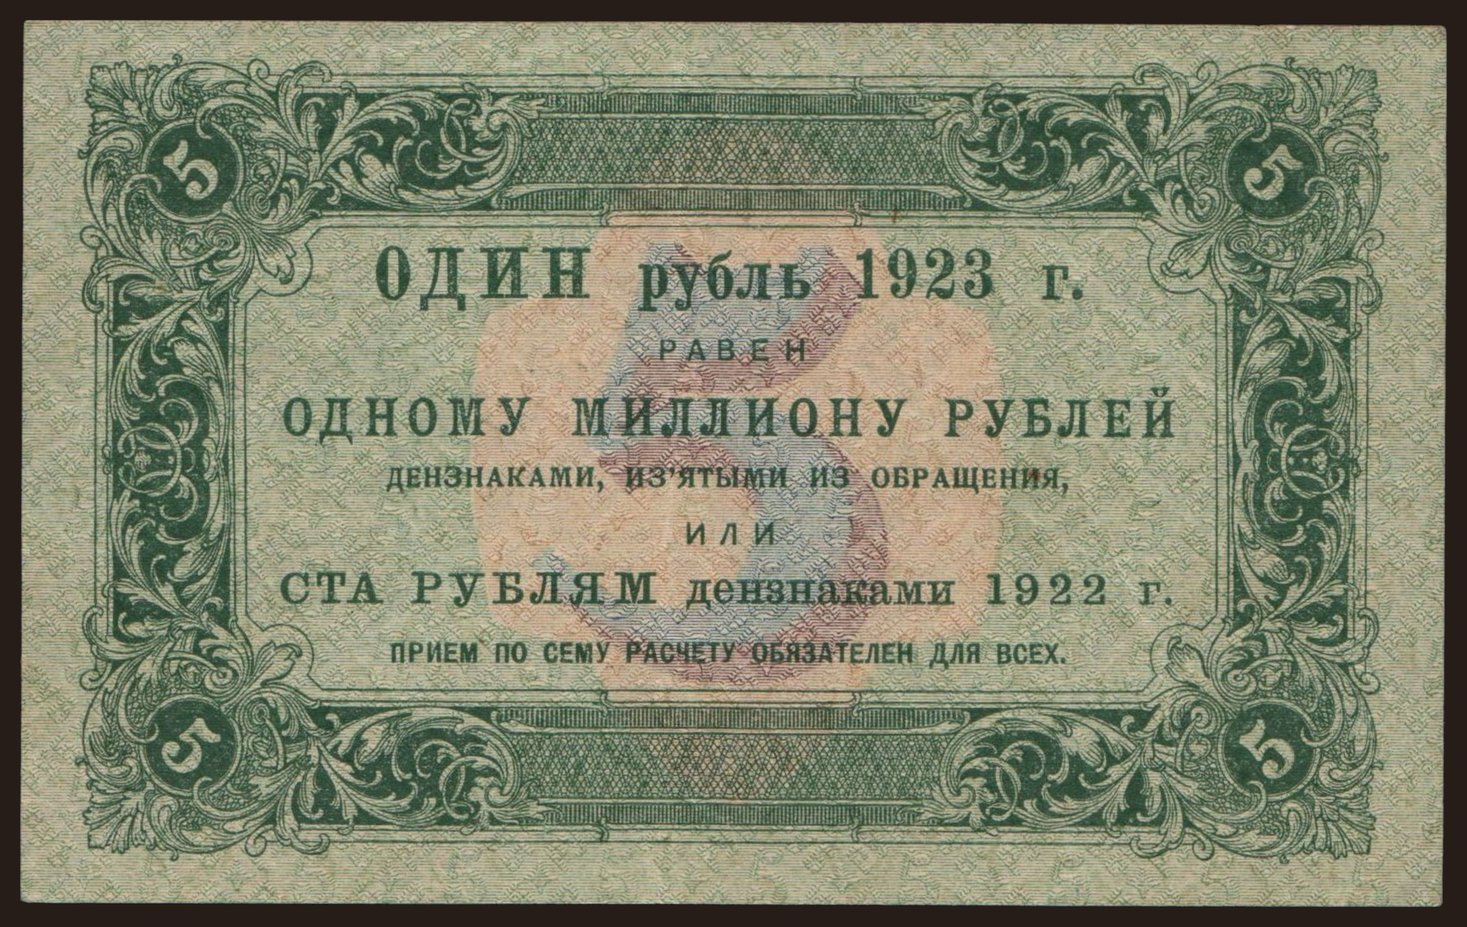 5 5
ОДИН рубль 1923 г.
РАВЕН
ОДНОМУ МИЛЛИОНУ РУБЛЕЙ
ДЕНЗНАКАМИ, ИЗ'ЯТЫМИ ИЗ ОБРАЩЕНИЯ,
ИЛИ
СТА РУБЛЯМ дензнаками 1922 г.
ПРИЕМ ПО СЕМУ РАСЧЕТУ ОБЯЗАТЕЛЕН ДЛЯ ВСЕХ.
5
5 5